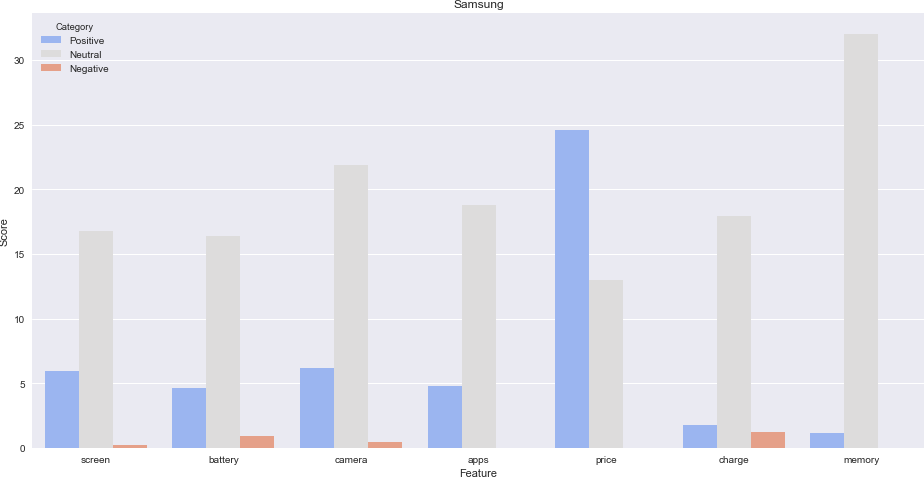 Samsung
Category
Positive
Neutral
Negative
Score
30
25
20
15
10
5
0
screen battery camera apps price charge memory
Feature